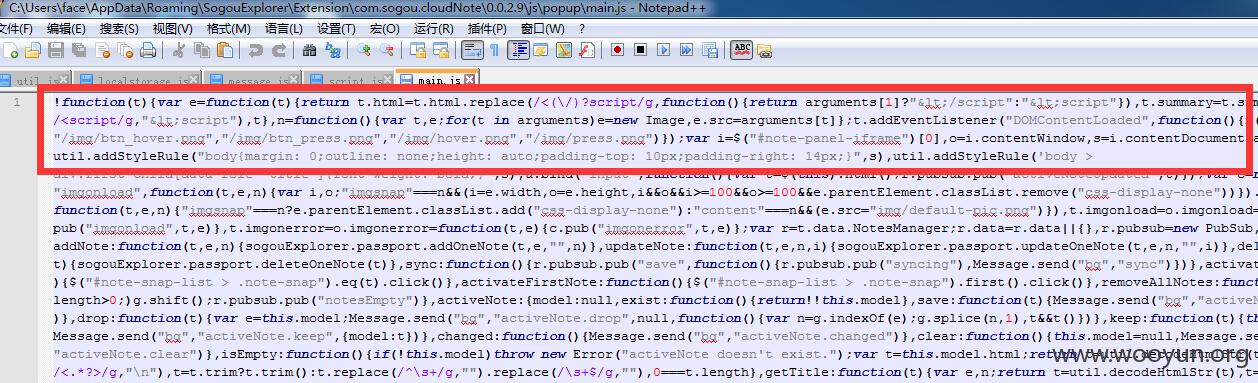 C:\Users\face\AppData\Roaming\SogouExplorer\Extension\com.sogou.cloudNote\0.0.2.9\js\popup\main.js - Notepad++
文件(F) 编辑(E) 搜索(S) 视图(V) 格式(M) 语言(L) 设置(T) 宏(O) 运行(R) 插件(P) 窗口(W) ?
util.js localstorage.js message.js script.js main.js
1 !function(t){var e=function(t){return t.html=t.html.replace(/<(\/)?script/g,function(){return arguments[1]?"&lt;/script":"&lt;script"}),t.summary=t.s
/<script/g,"&lt;script"),t},n=function(){var t,e;for(t in arguments)e=new Image,e.src=arguments[t]};t.addEventListener("DOMContentLoaded",function(){
"/img/btn_hover.png","/img/btn_press.png","/img/hover.png","/img/press.png")});var i=$("#note-panel-iframe")[0],o=i.contentWindow,s=i.contentDocument
util.addStyleRule("body{margin: 0;outline: none;height: auto;padding-top: 10px;padding-right: 14px;}",s),util.addStyleRule('body >
"imgonload",function(t,e,n){var i,o;"imgsnap"===n&&(i=e.width,o=e.height,i&&o&&i>=100&&o>=100&&e.parentElement.classList.remove("css-display-none"))})
function(t,e,n){"imgsnap"===n?e.parentElement.classList.add("css-display-none"):"content"===n&&(e.src="img/default-pic.png")}),t.imgonload=o.imgonload=
pub("imgonload",t,e)},t.imgonerror=o.imgonerror=function(t,e){c.pub("imgonerror",t,e)};var r=t.data.NotesManager;r.data=r.data||{},r.pubsub=new PubSub,
addNote:function(t,e,n){sogouExplorer.passport.addOneNote(t,e,"",n)},updateNote:function(t,e,n,i){sogouExplorer.passport.updateOneNote(t,e,n,"",i)},del
t){sogouExplorer.passport.deleteOneNote(t)},sync:function(){r.pubsub.pub("save",function(){r.pubsub.pub("syncing"),Message.send("bg","sync")})},activat
){$("#note-snap-list > .note-snap").eq(t).click()},activateFirstNote:function(){$("#note-snap-list > .note-snap").first().click()},removeAllNotes:funct
length>0;)g.shift();r.pubsub.pub("notesEmpty")},activeNote:{model:null,exist:function(){return!!this.model},save:function(t){Message.send("bg","activeN
)},drop:function(t){var e=this.model;Message.send("bg","activeNote.drop",null,function(){var n=g.indexOf(e);g.splice(n,1),t&&t()})},keep:function(t){th
Message.send("bg","activeNote.keep",{model:t})},changed:function(){Message.send("bg","activeNote.changed")},clear:function(){this.model=null,Message.se
"activeNote.clear")},isEmpty:function(){if(!this.model)throw new Error("activeNote doesn't exist.");var t=this.model.html;return
/<.*?>/g,"\n"),t=t.trim?t.trim():t.replace(/^\s+/g,"").replace(/\s+$/g,""),0===t.length},getTitle:function(t){var e,n;return t=util.decodeHtmlStr(t),t
www.wooyun.org